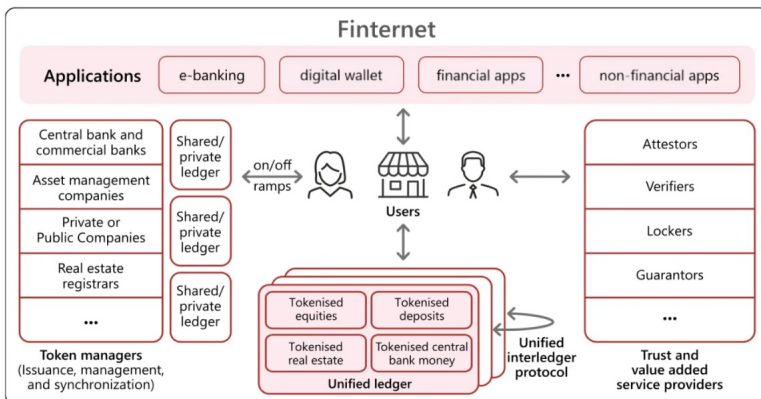 Finternet
Applications
e-banking
digital wallet
financial apps
...
non-financial apps
Central bank and
commercial banks
Asset management
companies
Private or
Public Companies
Real estate
registrars
...
Token managers
(Issuance, management,
and synchronization)
Shared/
private
ledger
Shared/
private
ledger
Shared/
private
ledger
on/off
ramps
Users
Tokenised
equities
Tokenised
deposits
Tokenised
real estate
Tokenised central
bank money
Unified ledger
Unified
interledger
protocol
Attestors
Verifiers
Lockers
Guarantors
...
Trust and
value added
service providers